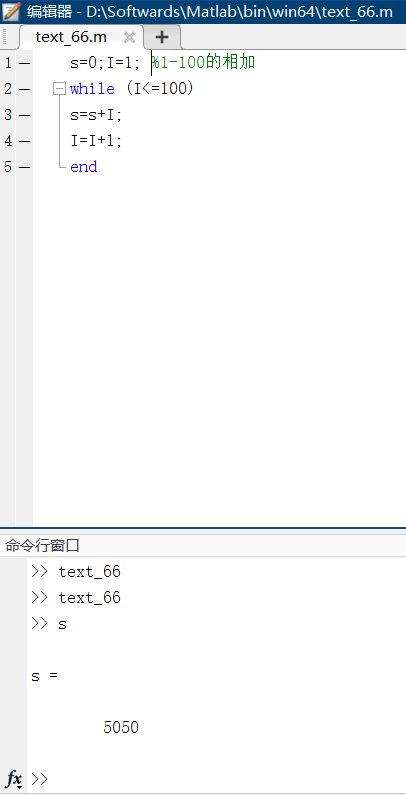 编辑器 - D:\Softwards\Matlab\bin\win64\text_66.m
text_66.m
1 s=0;I=1; %1-100的相加
2 while (I<=100)
3 s=s+I;
4 I=I+1;
5 end
命令行窗口
>> text_66
>> text_66
>> s
s =
5050
fx >>